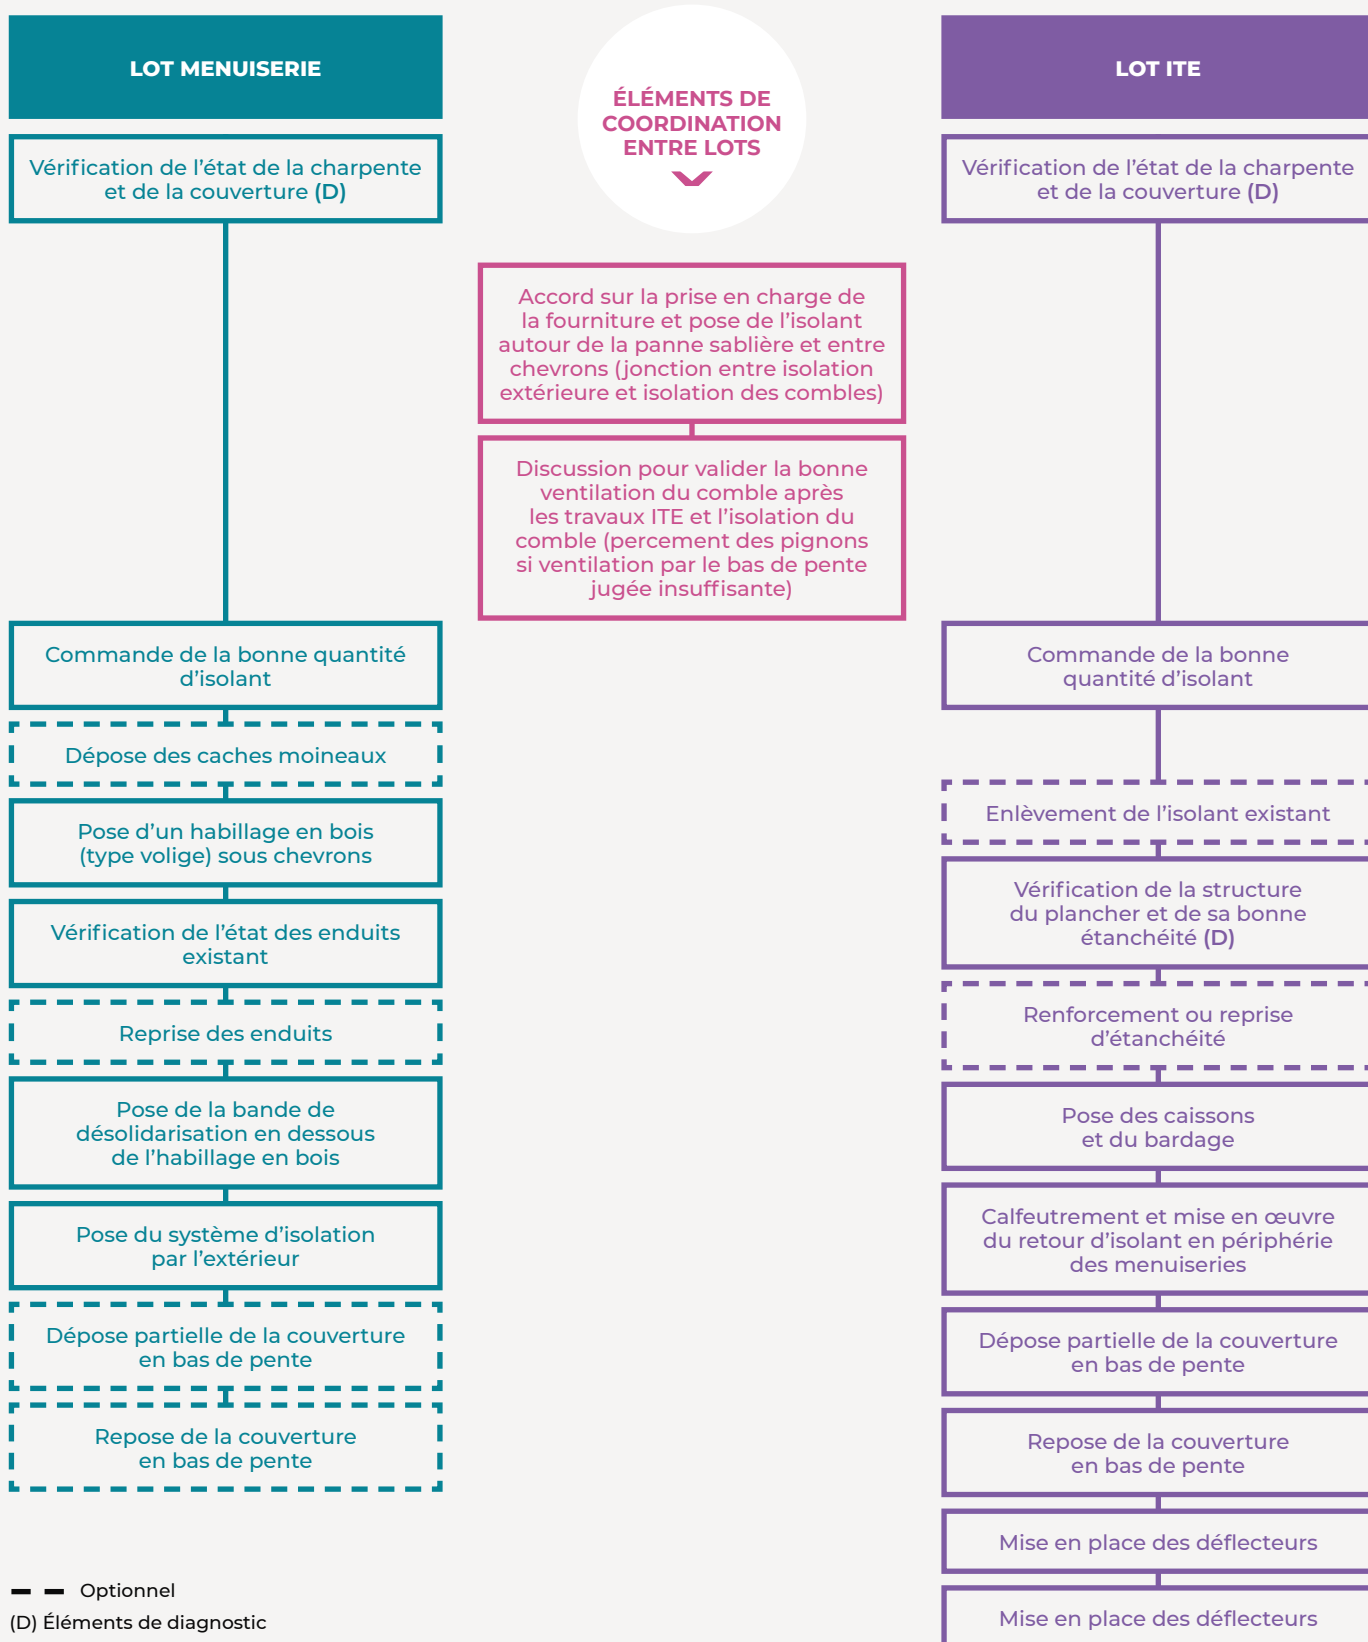 LOT MENUISERIE
Vérification de l'état de la charpente
et de la couverture (D)
Commande de la bonne quantité
d'isolant
Dépose des caches moineaux
Pose d'un habillage en bois
(type volige) sous chevrons
Vérification de l'état des enduits
existant
Reprise des enduits
Pose de la bande de
désolidarisation en dessous
de l'habillage en bois
Pose du système d'isolation
par l'extérieur
Dépose partielle de la couverture
en bas de pente
Repose de la couverture
en bas de pente
ÉLÉMENTS DE
COORDINATION
ENTRE LOTS
Accord sur la prise en charge de
la fourniture et pose de l'isolant
autour de la panne sablière et entre
chevrons (jonction entre isolation
extérieure et isolation des combles)
Discussion pour valider la bonne
ventilation du comble après
les travaux ITE et l'isolation du
comble (percement des pignons
si ventilation par le bas de pente
jugée insuffisante)
LOT ITE
Vérification de l'état de la charpente
et de la couverture (D)
Commande de la bonne
quantité d'isolant
Enlèvement de l'isolant existant
Vérification de la structure
du plancher et de sa bonne
étanchéité (D)
Renforcement ou reprise
d'étanchéité
Pose des caissons
et du bardage
Calfeutrement et mise en œuvre
du retour d'isolant en périphérie
des menuiseries
Dépose partielle de la couverture
en bas de pente
Repose de la couverture
en bas de pente
Mise en place des déflecteurs
Mise en place des déflecteurs
Optionnel
(D) Éléments de diagnostic